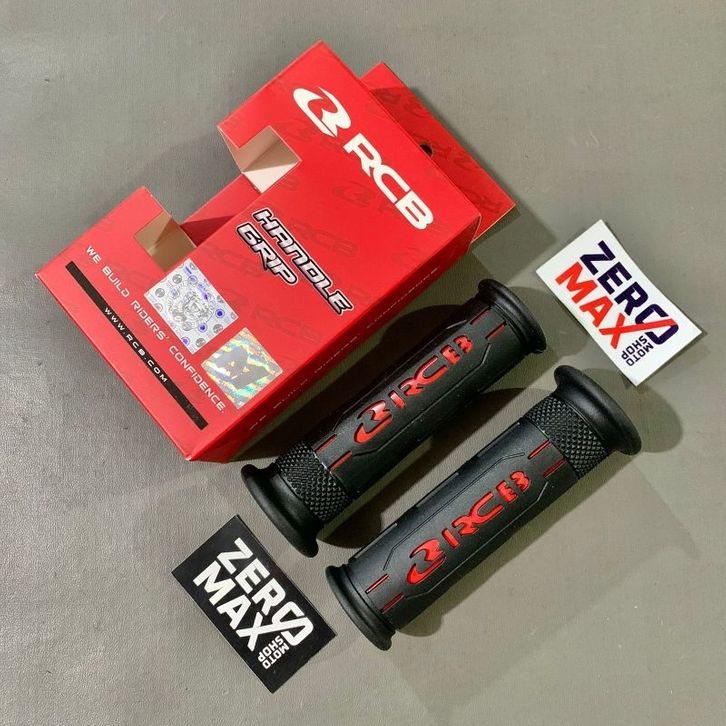 RCB
HANDLE
GRIP
WE BUILD RIDERS' CONFIDENCE.
WWW.RCB.COM
RCB
RCB
ZERO
MAX
MOTO
SHOP
ZERO
MAX
MOTO
SHOP